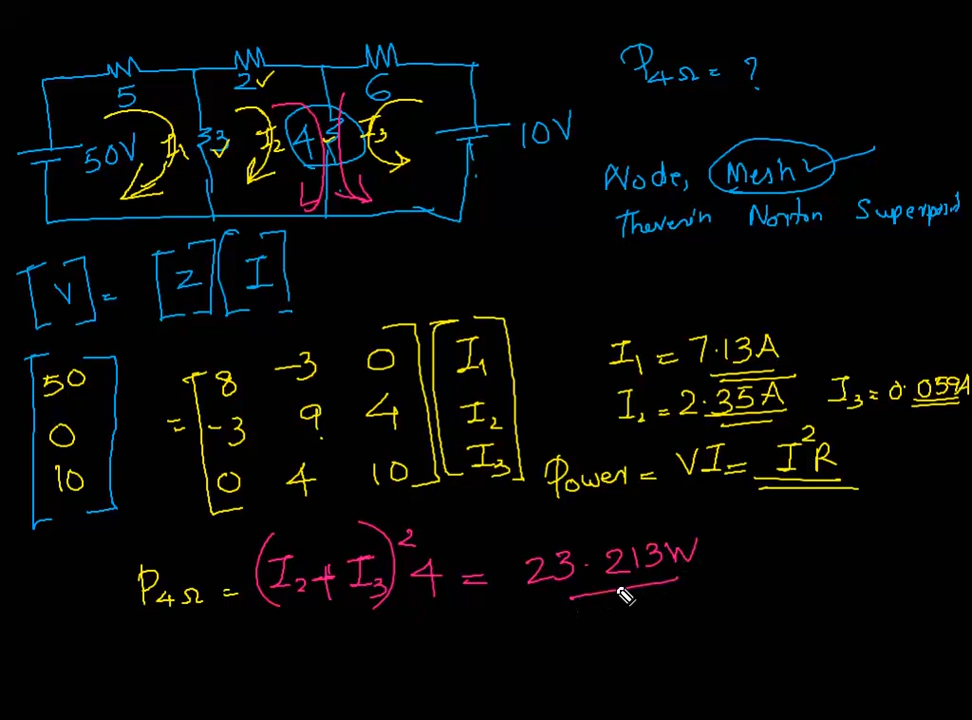 5 2 6
P4Ω = ?
50V I1 3 I2 4 I3 10V
Node, Mesh
Thevenin Norton Superposi
[V] = [Z][I]
50 = 8 -3 0 I1
0 -3 9 4 I2
10 0 4 10 I3
I1 = 7.13A
I2 = 2.35A I3 = 0.059A
Power = VI = I²R
P4Ω = (I2 + I3)² 4 = 23.213W